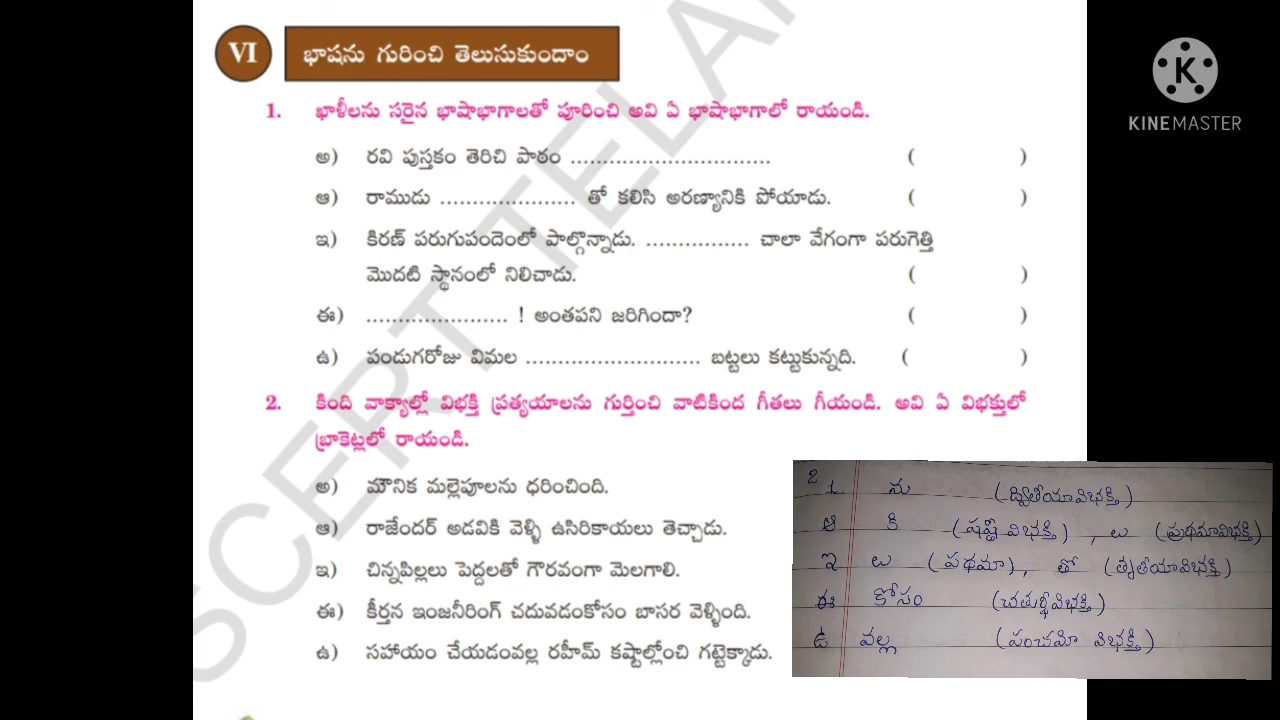 VI భాషను గురించి తెలుసుకుందాం
1. ఖాళీలను సరైన భాషాభాగాలతో పూరించి అవి ఏ భాషాభాగాలో రాయండి.
అ) రవి పుస్తకం తెరిచి పాఠం ............................... ( )
ఆ) రాముడు ..................... తో కలిసి అరణ్యానికి పోయాడు. ( )
ఇ) కిరణ్ పరుగుపందెంలో పాల్గొన్నాడు. ................ చాలా వేగంగా పరుగెత్తి
మొదటి స్థానంలో నిలిచాడు. ( )
ఈ) ...................... ! అంతపని జరిగిందా? ( )
ఉ) పండుగరోజు విమల ........................... బట్టలు కట్టుకున్నది. ( )
2. కింది వాక్యాల్లో విభక్తి ప్రత్యయాలను గుర్తించి వాటికింద గీతలు గీయండి. అవి ఏ విభక్తులో
బ్రాకెట్లలో రాయండి.
అ) మౌనిక మల్లెపూలను ధరించింది.
ఆ) రాజేందర్ అడవికి వెళ్ళి ఉసిరికాయలు తెచ్చాడు.
ఇ) చిన్నపిల్లలు పెద్దలతో గౌరవంగా మెలగాలి.
ఈ) కీర్తన ఇంజనీరింగ్ చదువడంకోసం బాసర వెళ్ళింది.
ఉ) సహాయం చేయడంవల్ల రహీమ్ కష్టాల్లోంచి గట్టెక్కాడు.
SCERT TELAN
K
KINEMASTER
2
1. ను (ద్వితీయావిభక్తి)
ఆ కి (షష్ఠీ విభక్తి) , లు (ప్రథమావిభక్తి)
ఇ లు (పథమా), తో (తృతీయావిభక్తి)
ఈ కోసం (చతుర్థీవిభక్తి)
ఉ వల్ల (పంచమీ విభక్తి)